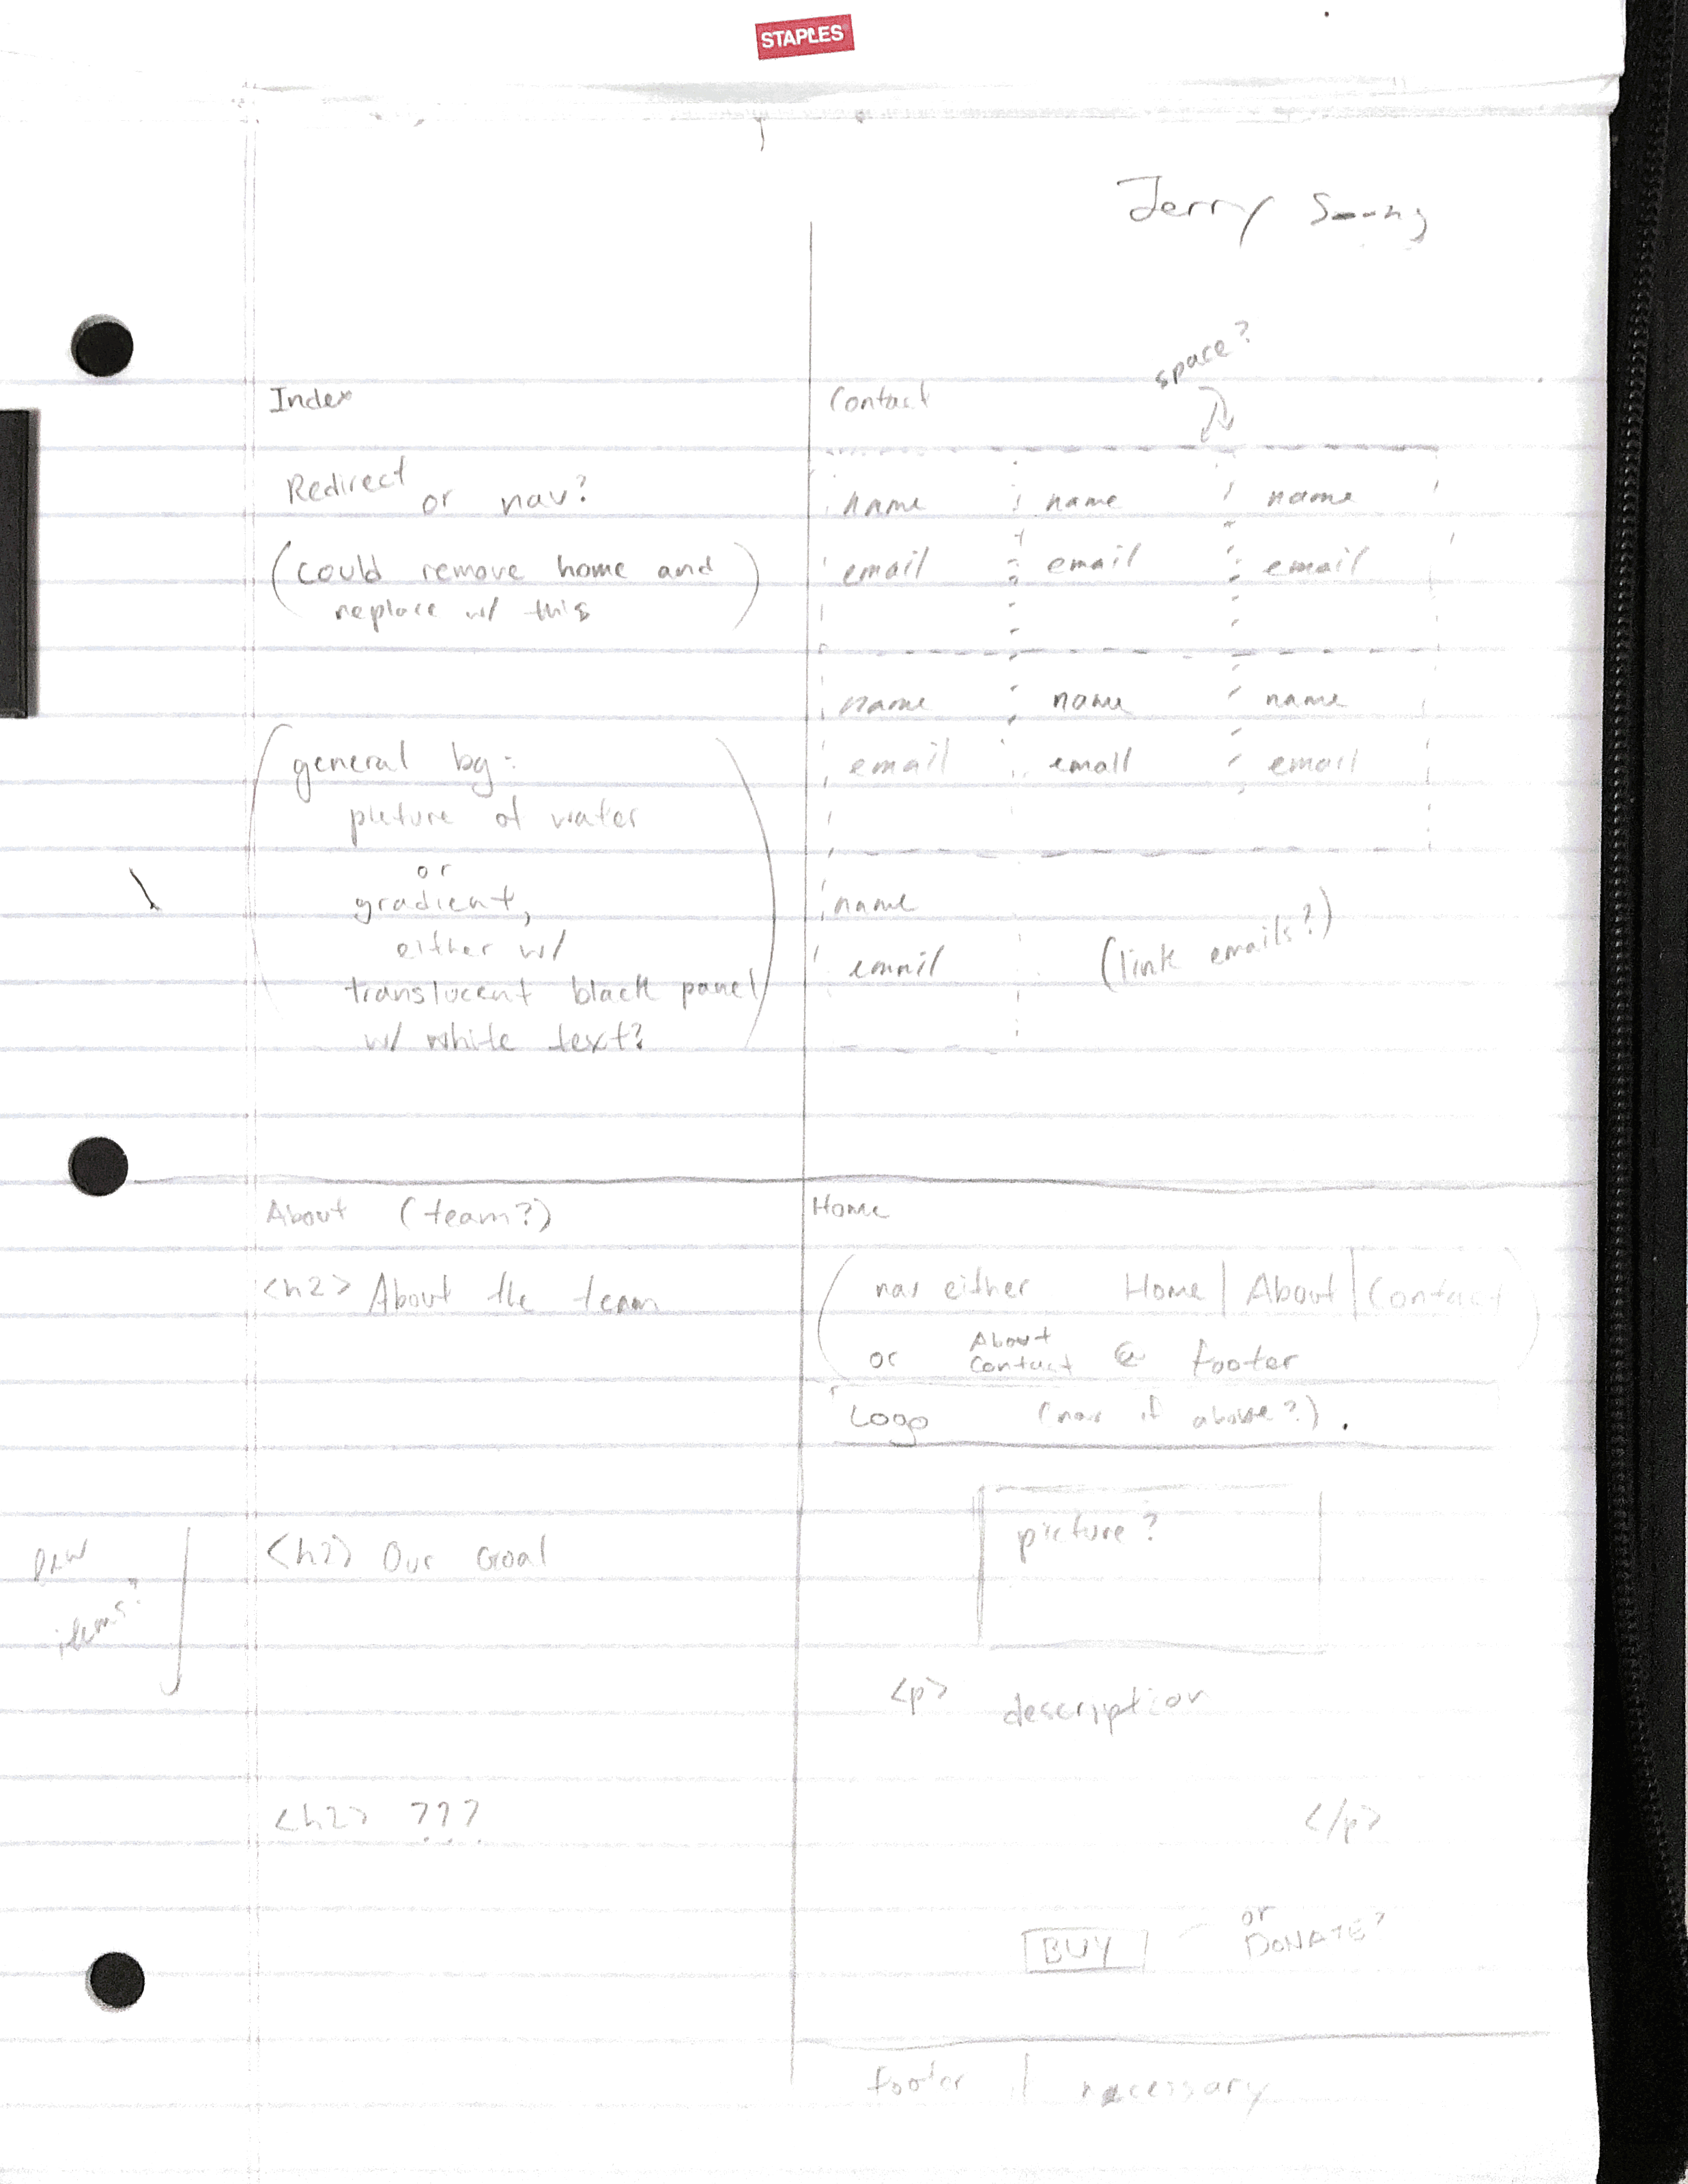 STAPLES
Jerry
Index
Redirect or nav?
(could remove home and
replace w/ this)
(general bg:
picture of water
or
gradient,
either w/
translucent black panel
w/ white text?)
Contact
space?
name name name
email email email
name name name
email email email
name
email
(link emails?)
About (team?)
<h2> About the team
<h2> Our Goal
items?
<h2> ???
Home
(nav either Home | About | Contact
or About
Contact @ footer)
Logo (nav if above?).
picture?
<p> description
</p>
BUY
or
DONATE?
footer if necessary